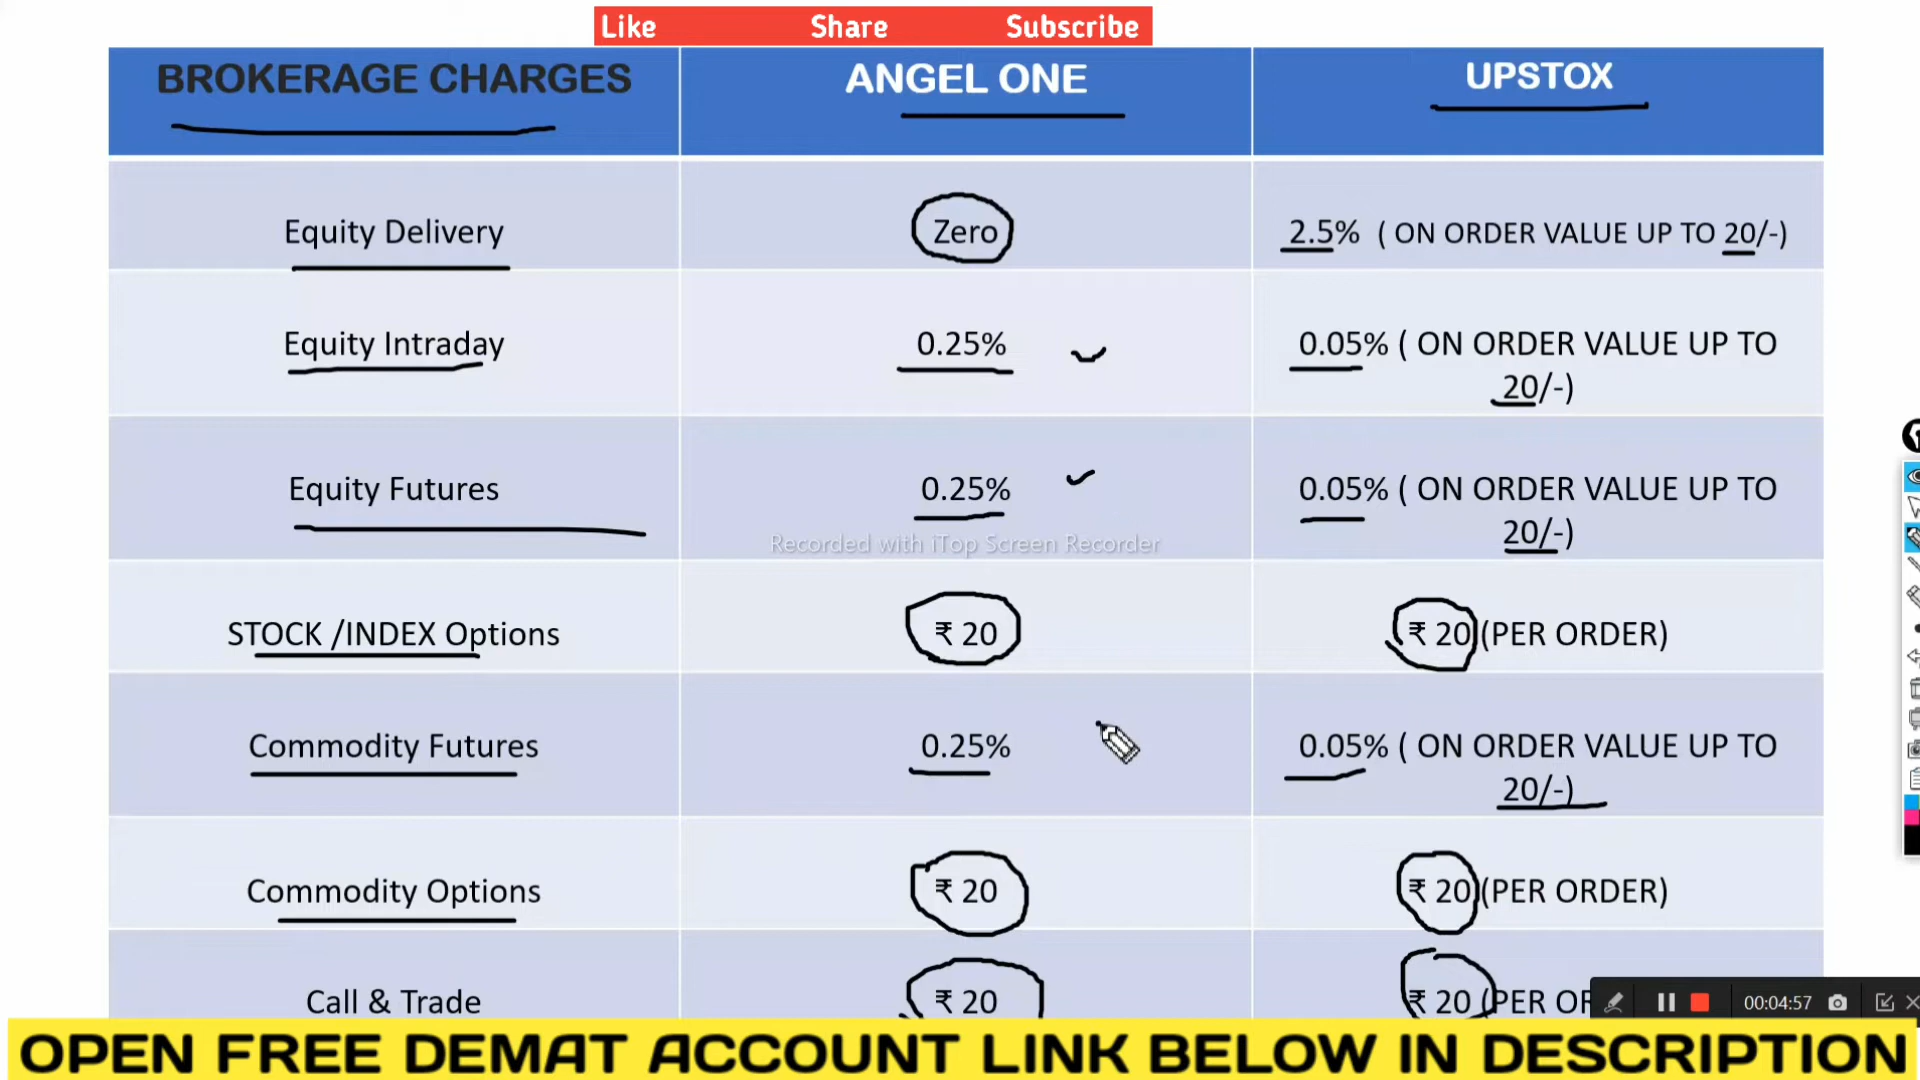 Like Share Subscribe
BROKERAGE CHARGES ANGEL ONE UPSTOX
Equity Delivery Zero 2.5% ( ON ORDER VALUE UP TO 20/-)
Equity Intraday 0.25% 0.05% ( ON ORDER VALUE UP TO
20/-)
Equity Futures 0.25% 0.05% ( ON ORDER VALUE UP TO
20/-)
Recorded with iTop Screen Recorder
STOCK /INDEX Options ₹ 20 ₹ 20 (PER ORDER)
Commodity Futures 0.25% 0.05% ( ON ORDER VALUE UP TO
20/-)
Commodity Options ₹ 20 ₹ 20 (PER ORDER)
Call & Trade ₹ 20 ₹ 20 (PER OR
00:04:57
OPEN FREE DEMAT ACCOUNT LINK BELOW IN DESCRIPTION